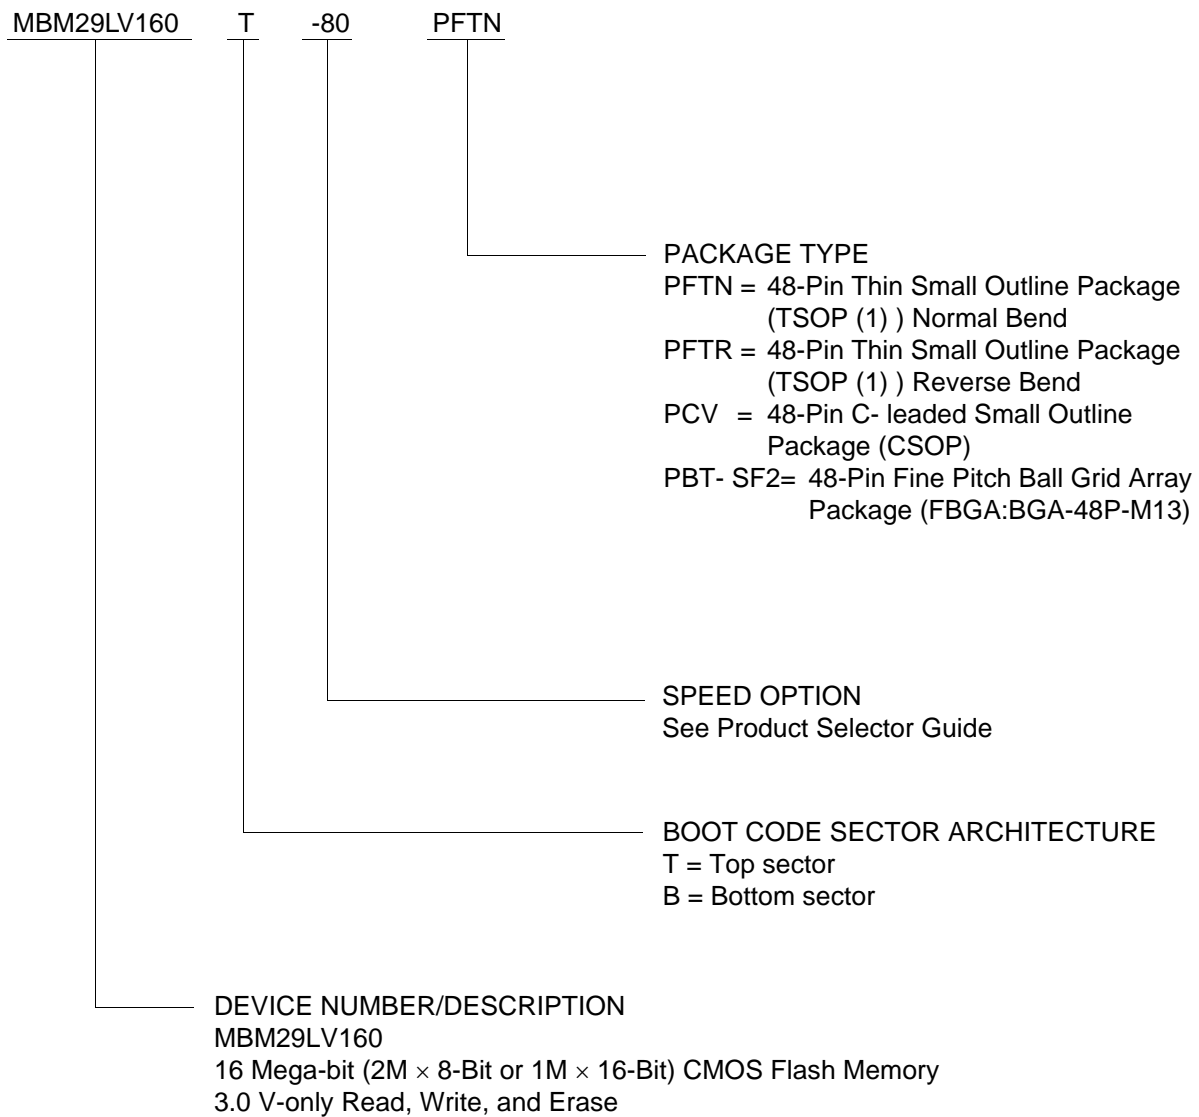 MBM29LV160 T -80 PFTN
PACKAGE TYPE
PFTN = 48-Pin Thin Small Outline Package
(TSOP (1) ) Normal Bend
PFTR = 48-Pin Thin Small Outline Package
(TSOP (1) ) Reverse Bend
PCV = 48-Pin C- leaded Small Outline
Package (CSOP)
PBT- SF2= 48-Pin Fine Pitch Ball Grid Array
Package (FBGA:BGA-48P-M13)
SPEED OPTION
See Product Selector Guide
BOOT CODE SECTOR ARCHITECTURE
T = Top sector
B = Bottom sector
DEVICE NUMBER/DESCRIPTION
MBM29LV160
16 Mega-bit (2M × 8-Bit or 1M × 16-Bit) CMOS Flash Memory
3.0 V-only Read, Write, and Erase